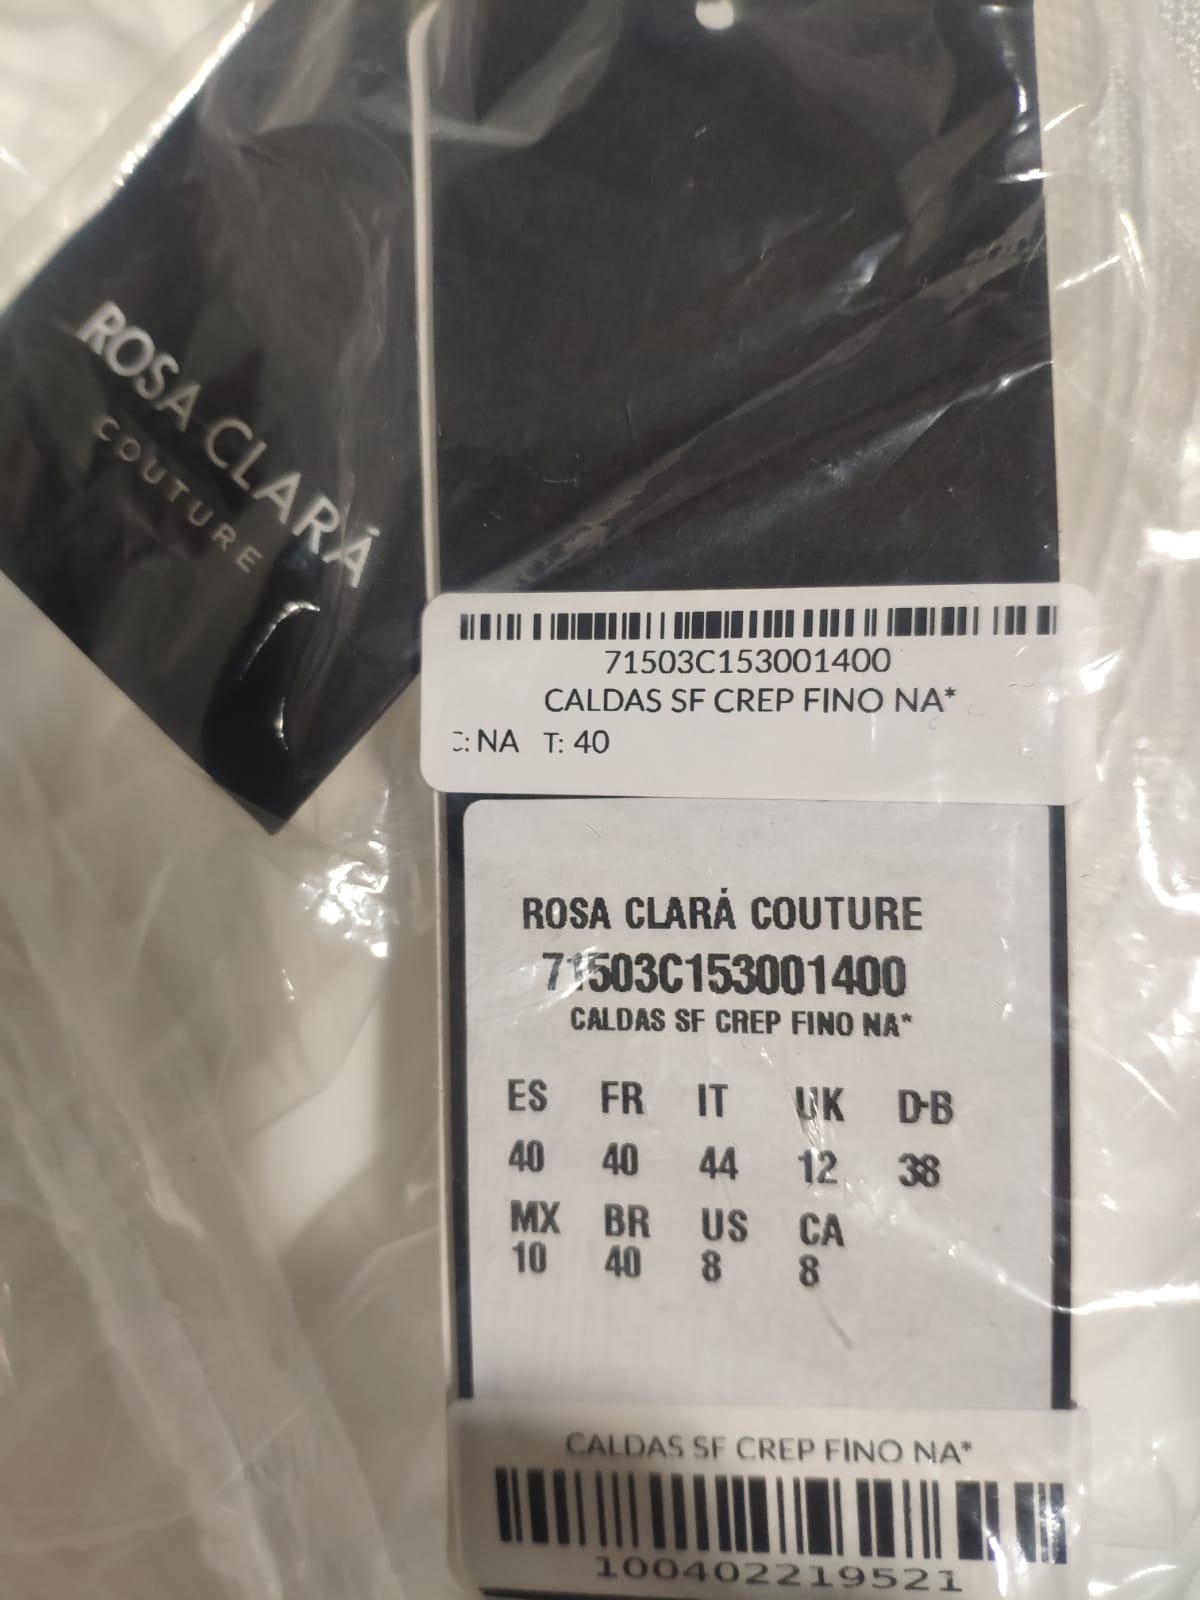 ROSA CLARÁ
COUTURE
71503C153001400
CALDAS SF CREP FINO NA*
C: NA T: 40
ROSA CLARÁ COUTURE
71503C153001400
CALDAS SF CREP FINO NA*
ES FR IT UK D-B
40 40 44 12 38
MX BR US CA
10 40 8 8
CALDAS SF CREP FINO NA*
100402219521